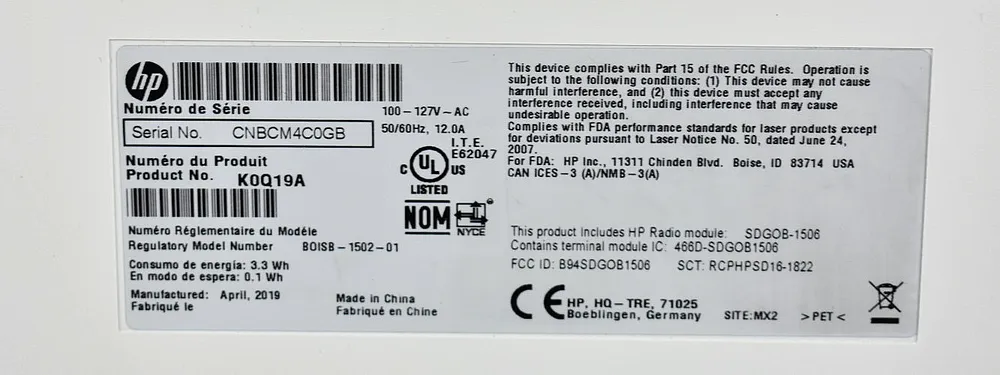 hp
Numéro de Série
Serial No. CNBCM4C0GB
Numéro du Produit
Product No. K0Q19A
Numéro Réglementaire du Modéle
Regulatory Model Number BOISB-1502-01
Consumo de energia: 3.3 Wh
En modo de espera: 0.1 Wh
Manufactured: April, 2019
Fabriqué le
Made in China
Fabriqué en Chine
100-127V-AC
50/60Hz, 12.0A
I.T.E.
E62047
C UL US
LISTED
NOM
NYCE
This device complies with Part 15 of the FCC Rules. Operation is
subject to the following conditions: (1) This device may not cause
harmful interference, and (2) this device must accept any
interference received, including interference that may cause
undesirable operation.
Complies with FDA performance standards for laser products except
for deviations pursuant to Laser Notice No. 50, dated June 24,
2007.
For FDA: HP Inc., 11311 Chinden Blvd. Boise, ID 83714 USA
CAN ICES-3 (A)/NMB-3(A)
This product includes HP Radio module: SDGOB-1506
Contains terminal module IC: 466D-SDGOB1506
FCC ID: B94SDGOB1506 SCT: RCPHPSD16-1822
CE HP, HQ-TRE, 71025
Boeblingen, Germany SITE:MX2 >PET<